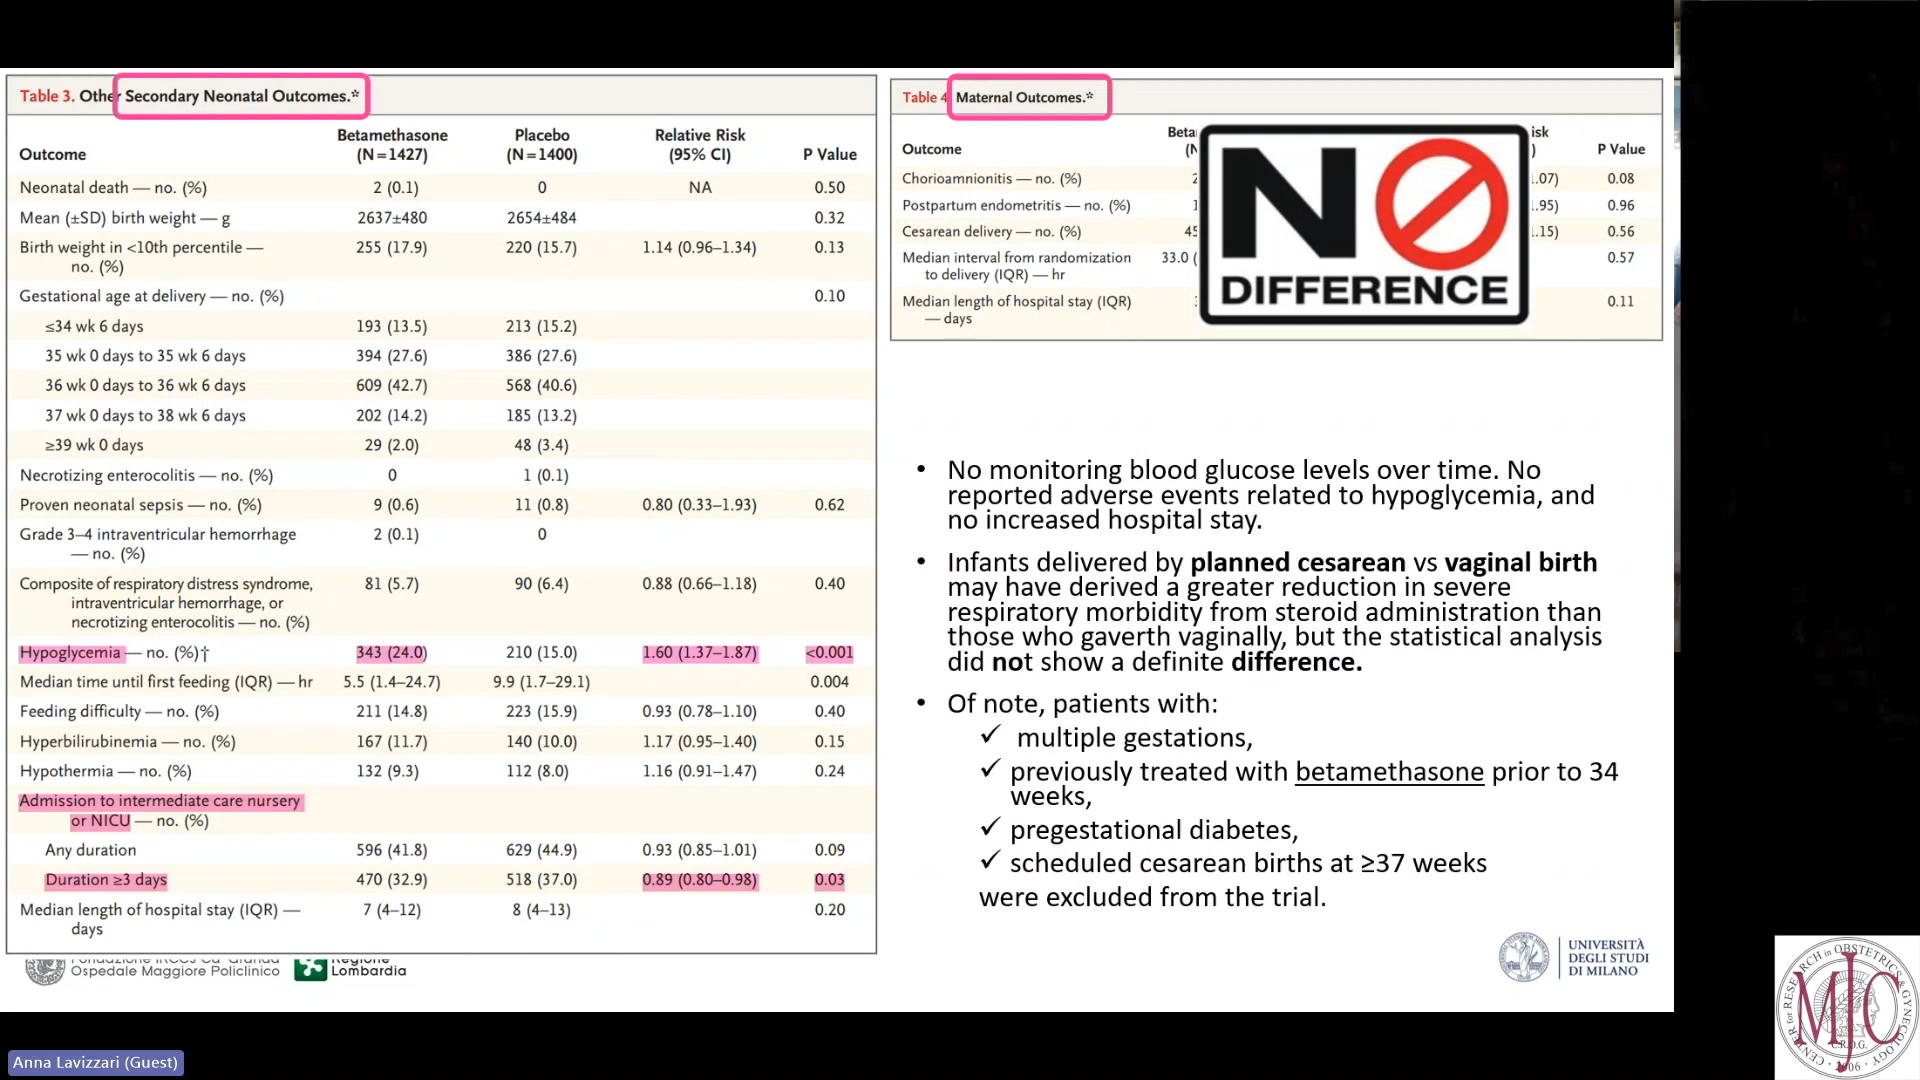 Table 3. Other Secondary Neonatal Outcomes.*
Outcome Betamethasone (N=1427) Placebo (N=1400) Relative Risk (95% CI) P Value
Neonatal death — no. (%) 2 (0.1) 0 NA 0.50
Mean (±SD) birth weight — g 2637±480 2654±484 0.32
Birth weight in <10th percentile — no. (%) 255 (17.9) 220 (15.7) 1.14 (0.96–1.34) 0.13
Gestational age at delivery — no. (%) 0.10
≤34 wk 6 days 193 (13.5) 213 (15.2)
35 wk 0 days to 35 wk 6 days 394 (27.6) 386 (27.6)
36 wk 0 days to 36 wk 6 days 609 (42.7) 568 (40.6)
37 wk 0 days to 38 wk 6 days 202 (14.2) 185 (13.2)
≥39 wk 0 days 29 (2.0) 48 (3.4)
Necrotizing enterocolitis — no. (%) 0 1 (0.1)
Proven neonatal sepsis — no. (%) 9 (0.6) 11 (0.8) 0.80 (0.33–1.93) 0.62
Grade 3–4 intraventricular hemorrhage — no. (%) 2 (0.1) 0
Composite of respiratory distress syndrome, intraventricular hemorrhage, or necrotizing enterocolitis — no. (%) 81 (5.7) 90 (6.4) 0.88 (0.66–1.18) 0.40
Hypoglycemia — no. (%)† 343 (24.0) 210 (15.0) 1.60 (1.37–1.87) <0.001
Median time until first feeding (IQR) — hr 5.5 (1.4–24.7) 9.9 (1.7–29.1) 0.004
Feeding difficulty — no. (%) 211 (14.8) 223 (15.9) 0.93 (0.78–1.10) 0.40
Hyperbilirubinemia — no. (%) 167 (11.7) 140 (10.0) 1.17 (0.95–1.40) 0.15
Hypothermia — no. (%) 132 (9.3) 112 (8.0) 1.16 (0.91–1.47) 0.24
Admission to intermediate care nursery or NICU — no. (%)
Any duration 596 (41.8) 629 (44.9) 0.93 (0.85–1.01) 0.09
Duration ≥3 days 470 (32.9) 518 (37.0) 0.89 (0.80–0.98) 0.03
Median length of hospital stay (IQR) — days 7 (4–12) 8 (4–13) 0.20
Table 4 Maternal Outcomes.*
Outcome P Value
Chorioamnionitis — no. (%) 0.08
Postpartum endometritis — no. (%) 0.96
Cesarean delivery — no. (%) 0.56
Median interval from randomization to delivery (IQR) — hr 33.0 ( 0.57
Median length of hospital stay (IQR) — days 0.11
NO
DIFFERENCE
• No monitoring blood glucose levels over time. No
reported adverse events related to hypoglycemia, and
no increased hospital stay.
• Infants delivered by planned cesarean vs vaginal birth
may have derived a greater reduction in severe
respiratory morbidity from steroid administration than
those who gaverth vaginally, but the statistical analysis
did not show a definite difference.
• Of note, patients with:
✓ multiple gestations,
✓ previously treated with betamethasone prior to 34
weeks,
✓ pregestational diabetes,
✓ scheduled cesarean births at ≥37 weeks
were excluded from the trial.
Ospedale Maggiore Policlinico
Regione
Lombardia
UNIVERSITÀ
DEGLI STUDI
DI MILANO
MJC
CENTER for RESEARCH in OBSTETRICS & GYNECOLOGY
C.R.O.G.
2006
Anna Lavizzari (Guest)